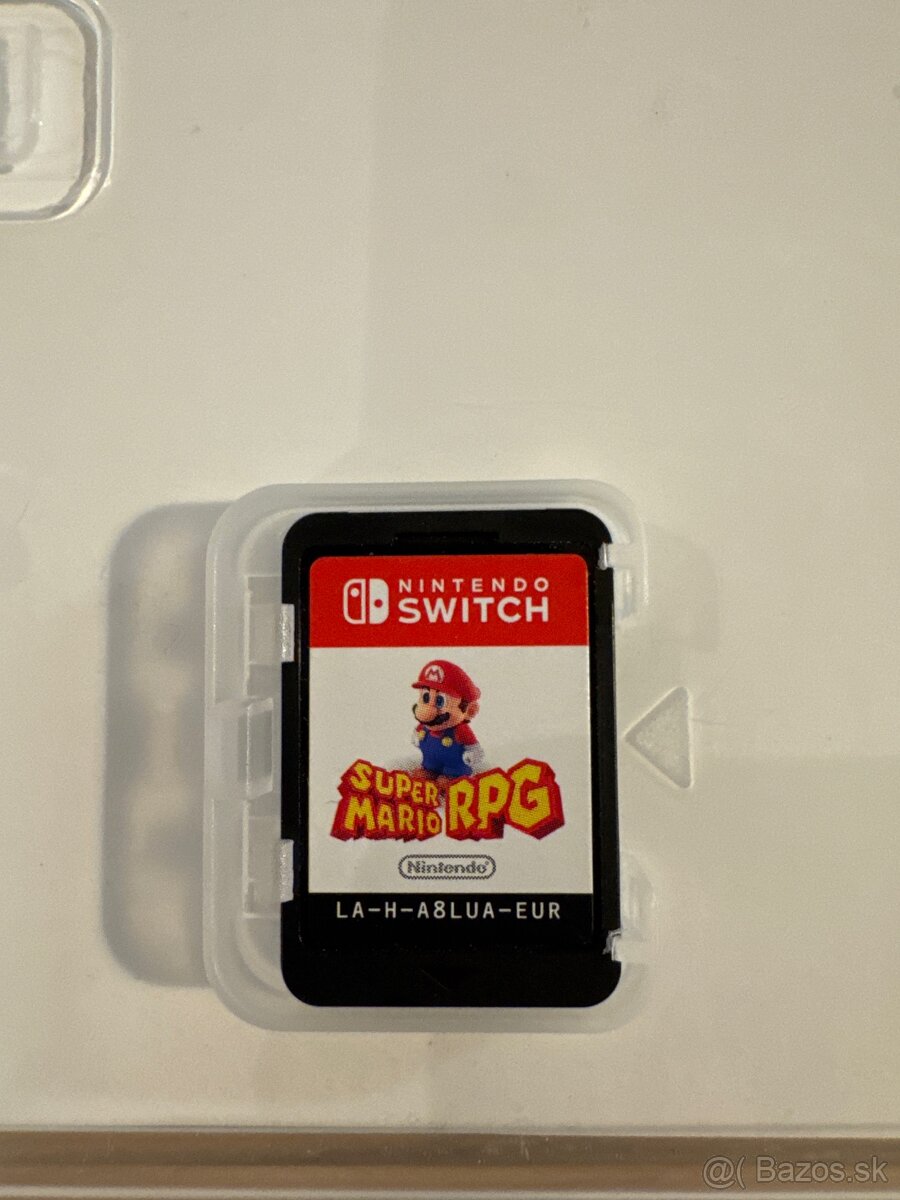 NINTENDO
SWITCH
M
SUPER
MARIO RPG
Nintendo®
LA-H-A8LUA-EUR
@( Bazos.sk